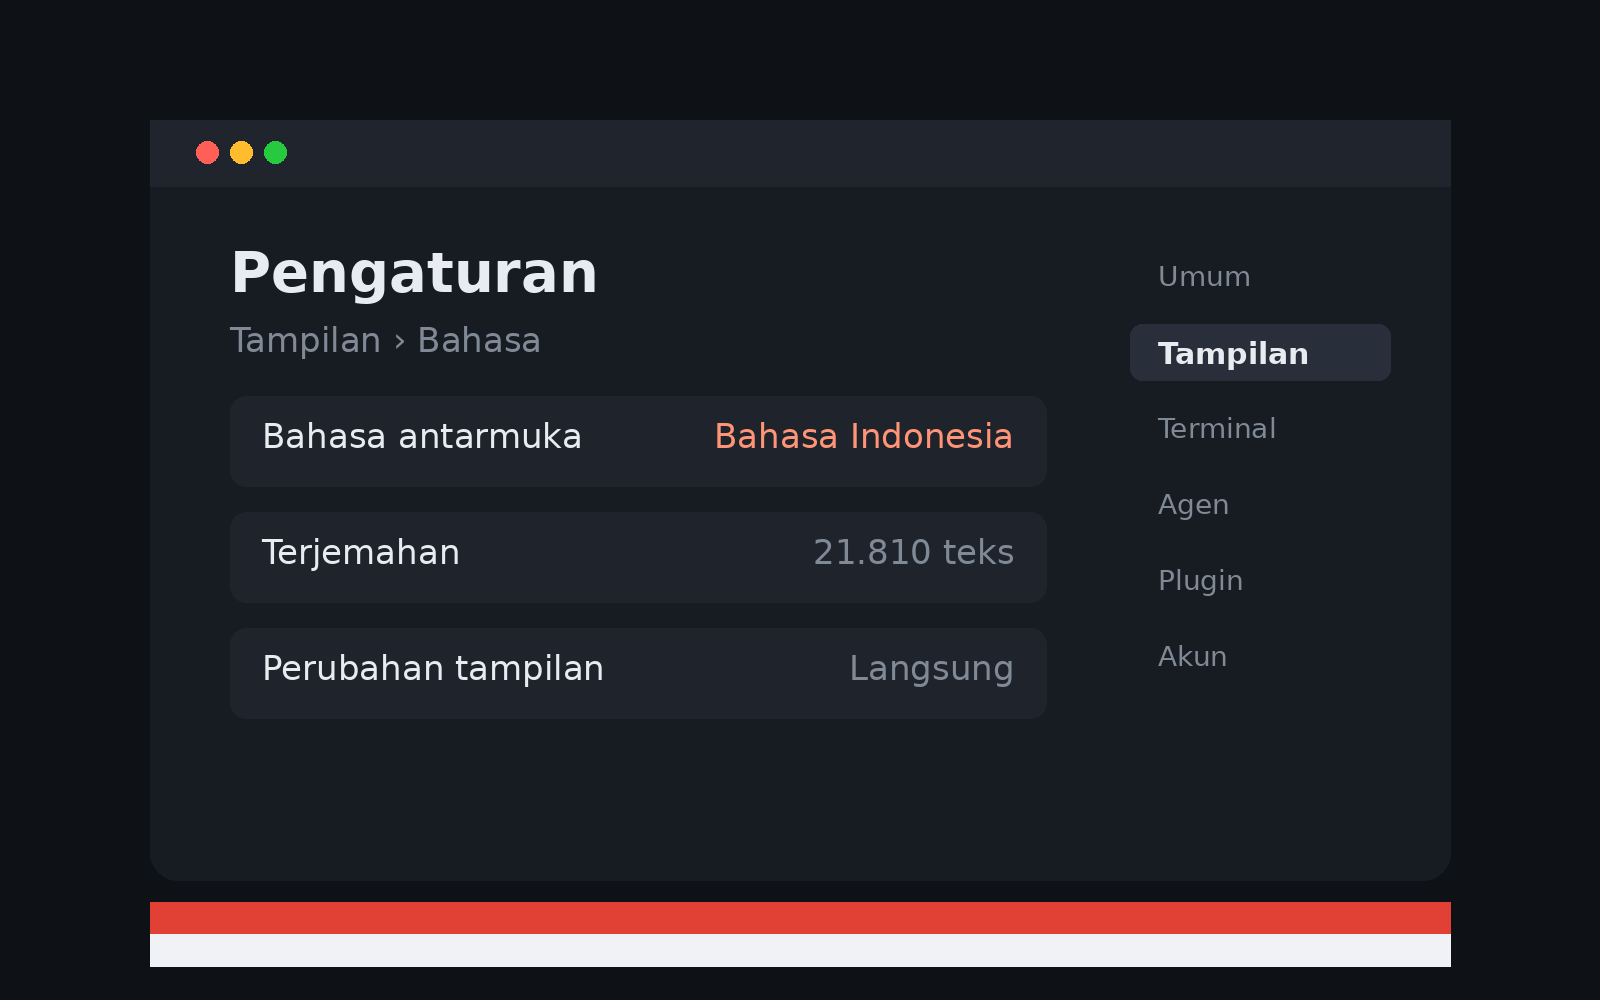 Pengaturan
Tampilan › Bahasa
Bahasa antarmuka Bahasa Indonesia
Terjemahan 21.810 teks
Perubahan tampilan Langsung
Umum
Tampilan
Terminal
Agen
Plugin
Akun